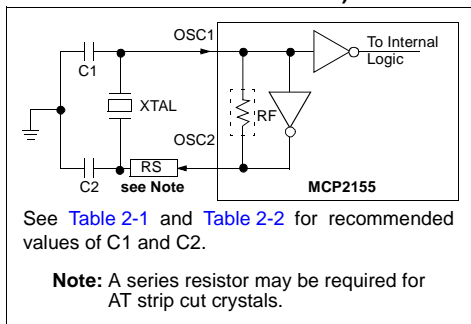 OSC1
To Internal
Logic
C1
XTAL
RF
OSC2
RS
C2
see Note
MCP2155
See Table 2-1 and Table 2-2 for recommended
values of C1 and C2.
Note: A series resistor may be required for
AT strip cut crystals.